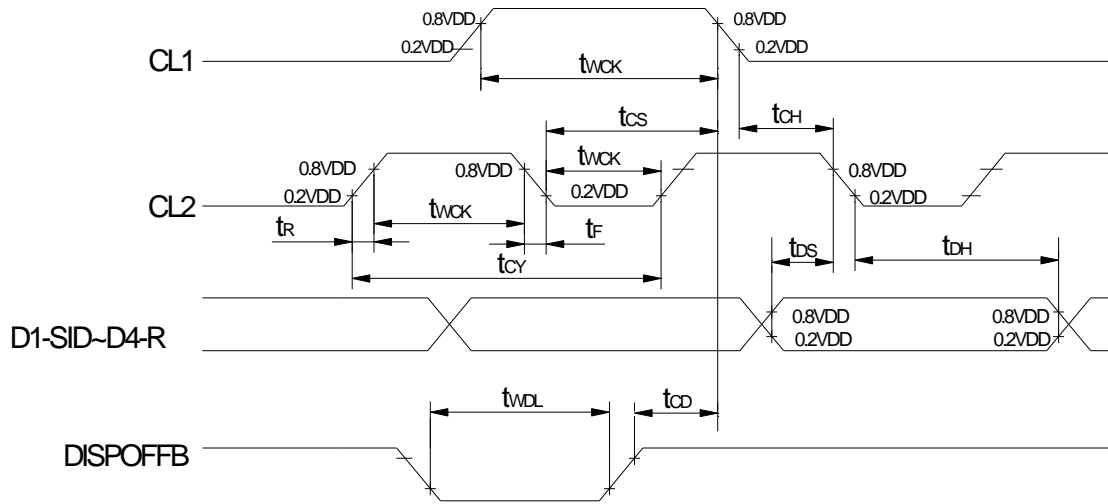 0.8VDD 0.8VDD
0.2VDD 0.2VDD
CL1
tWCK
tCS tCH
0.8VDD 0.8VDD tWCK 0.8VDD
0.2VDD 0.2VDD 0.2VDD
CL2 tWCK
tR tF tDS tDH
tCY
0.8VDD 0.8VDD
D1-SID~D4-R 0.2VDD 0.2VDD
tWDL tCD
DISPOFFB